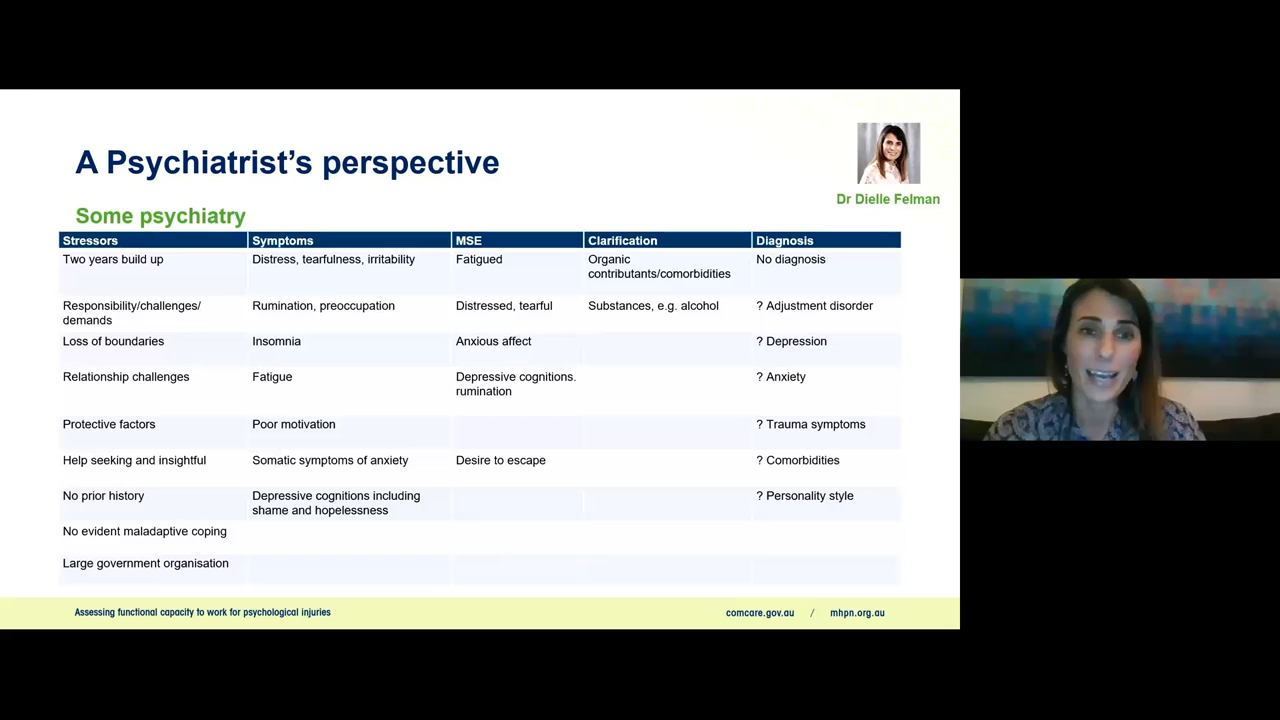 A Psychiatrist's perspective
Dr Dielle Felman
Some psychiatry
Stressors Symptoms MSE Clarification Diagnosis
Two years build up Distress, tearfulness, irritability Fatigued Organic No diagnosis
contributants/comorbidities
Responsibility/challenges/ Rumination, preoccupation Distressed, tearful Substances, e.g. alcohol ? Adjustment disorder
demands
Loss of boundaries Insomnia Anxious affect ? Depression
Relationship challenges Fatigue Depressive cognitions. ? Anxiety
rumination
Protective factors Poor motivation ? Trauma symptoms
Help seeking and insightful Somatic symptoms of anxiety Desire to escape ? Comorbidities
No prior history Depressive cognitions including ? Personality style
shame and hopelessness
No evident maladaptive coping
Large government organisation
Assessing functional capacity to work for psychological injuries comcare.gov.au / mhpn.org.au